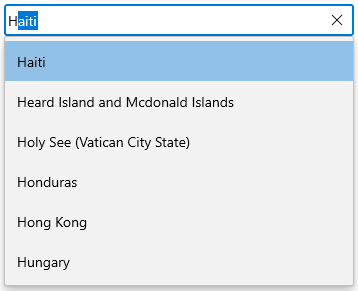 Haiti
Haiti
Heard Island and Mcdonald Islands
Holy See (Vatican City State)
Honduras
Hong Kong
Hungary